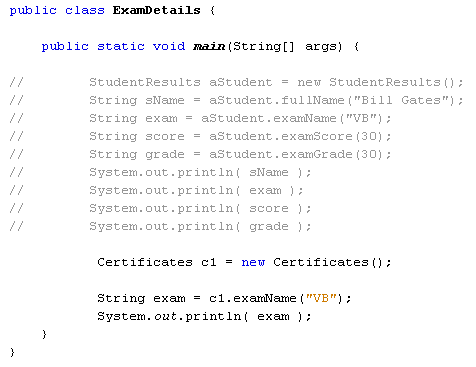 public class ExamDetails {
public static void main(String[] args) {
// StudentResults aStudent = new StudentResults();
// String sName = aStudent.fullName("Bill Gates");
// String exam = aStudent.examName("VB");
// String score = aStudent.examScore(30);
// String grade = aStudent.examGrade(30);
// System.out.println( sName );
// System.out.println( exam );
// System.out.println( score );
// System.out.println( grade );
Certificates c1 = new Certificates();
String exam = c1.examName("VB");
System.out.println( exam );
}
}